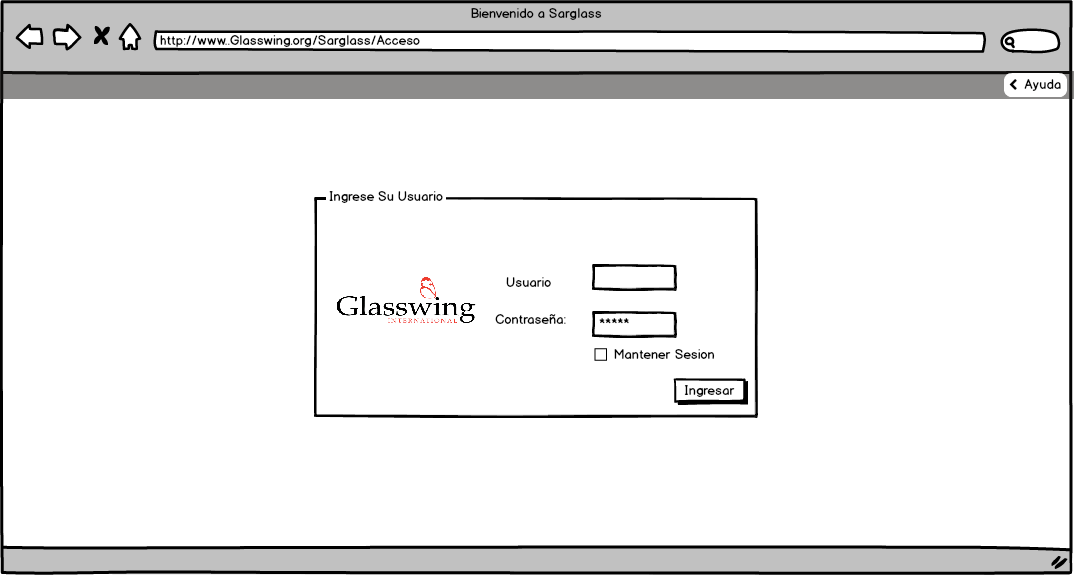 Bienvenido a Sarglass
http://www..Glasswing.org/Sarglass/Acceso
Ayuda
Ingrese Su Usuario
Glasswing
INTERNATIONAL
Usuario
Contraseña:
*****
Mantener Sesion
Ingresar